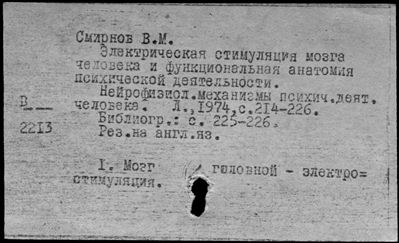 Смирнов В.М.
Электрическая стимуляция мозга
человека и функциональная анатомия
психической деятельности.
Нейрофизиол.механизмы психич.деят.
человека. Л.,1974,с.214-226.
В
Библиогр.: с. 225-226.
2213
Рез.на англ.яз.
I. Мозг головной - электро=
стимуляция.